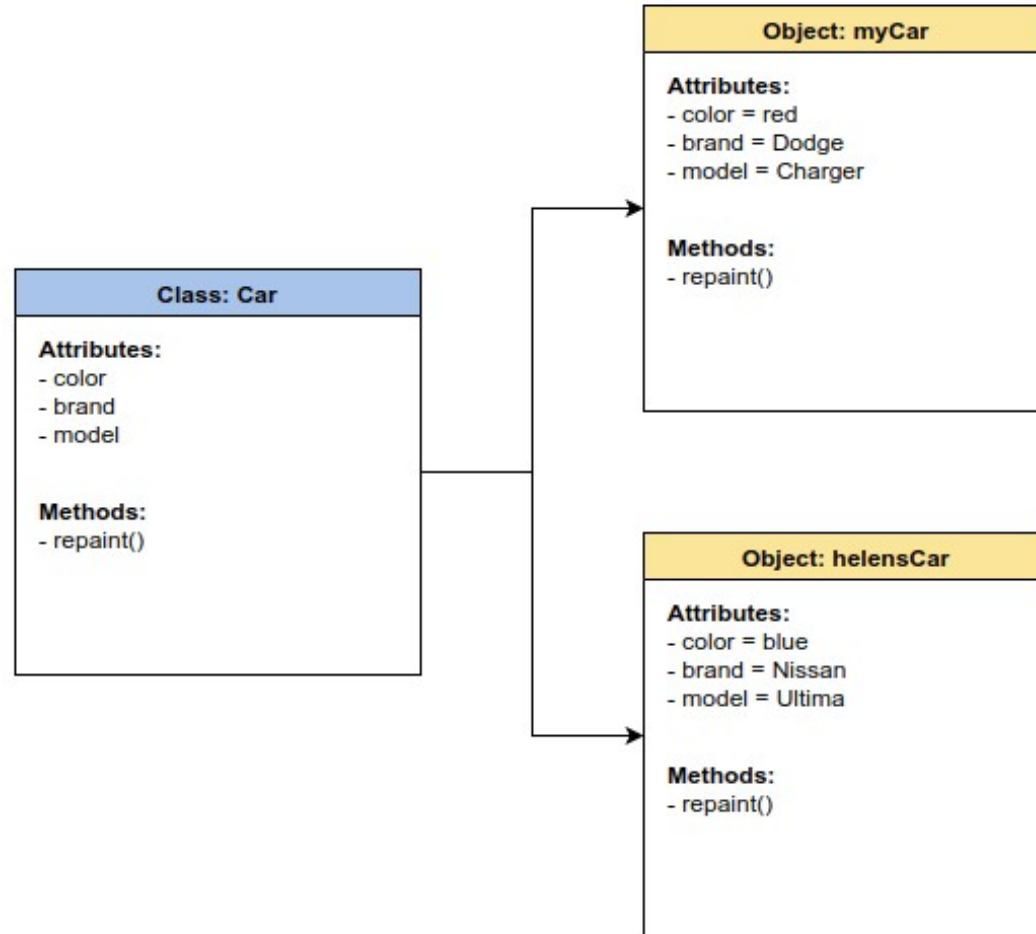 Object: myCar
Attributes:
- color = red
- brand = Dodge
- model = Charger
Methods:
- repaint()
Class: Car
Attributes:
- color
- brand
- model
Methods:
- repaint()
Object: helensCar
Attributes:
- color = blue
- brand = Nissan
- model = Ultima
Methods:
- repaint()